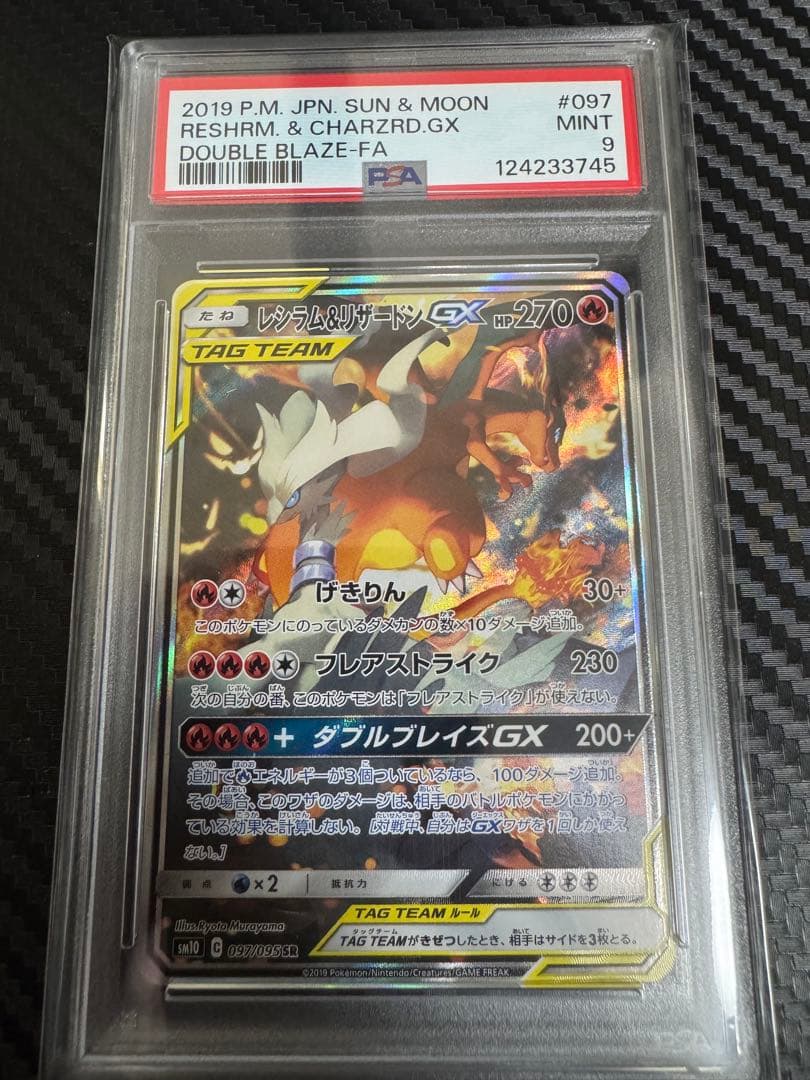 2019 P.M. JPN. SUN & MOON #097
RESHRM. & CHARZRD.GX MINT
DOUBLE BLAZE-FA 9
PSA 124233745
たね レシラム&リザードンGX HP270
TAG TEAM
げきりん 30+
このポケモンにのっているダメカンの数×10ダメージ追加。
フレアストライク 230
次の自分の番、このポケモンは「フレアストライク」が使えない。
+ ダブルブレイズGX 200+
追加で エネルギーが3個ついているなら、100ダメージ追加。
その場合、このワザのダメージは、相手のバトルポケモンにかかっ
ている効果を計算しない。[対戦中、自分はGXワザを1回しか使え
ない。]
弱点 ×2 抵抗力 にげる
Illus. Ryota Murayama
TAG TEAM ルール
SM10 C 097/095 SR
TAG TEAMがきぜつしたとき、相手はサイドを3枚とる。
©2019 Pokémon/Nintendo/Creatures/GAME FREAK.
PSA